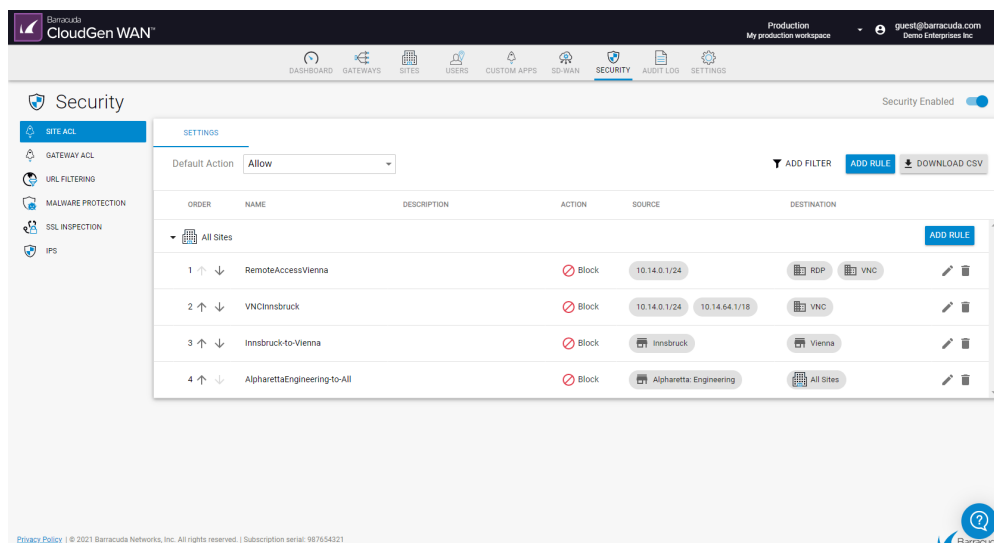 Barracuda
CloudGen WAN™
Production
My production workspace
guest@barracuda.com
Demo Enterprises Inc
DASHBOARD GATEWAYS SITES USERS CUSTOM APPS SD-WAN SECURITY AUDIT LOG SETTINGS
Security
Security Enabled
SITE ACL
GATEWAY ACL
URL FILTERING
MALWARE PROTECTION
SSL INSPECTION
IPS
SETTINGS
Default Action Allow ADD FILTER ADD RULE DOWNLOAD CSV
ORDER NAME DESCRIPTION ACTION SOURCE DESTINATION
All Sites ADD RULE
1 RemoteAccessVienna Block 10.14.0.1/24 RDP VNC
2 VNCInnsbruck Block 10.14.0.1/24 10.14.64.1/18 VNC
3 Innsbruck-to-Vienna Block Innsbruck Vienna
4 AlpharettaEngineering-to-All Block Alpharetta: Engineering All Sites
Privacy Policy | © 2021 Barracuda Networks, Inc. All rights reserved. | Subscription serial: 987654321